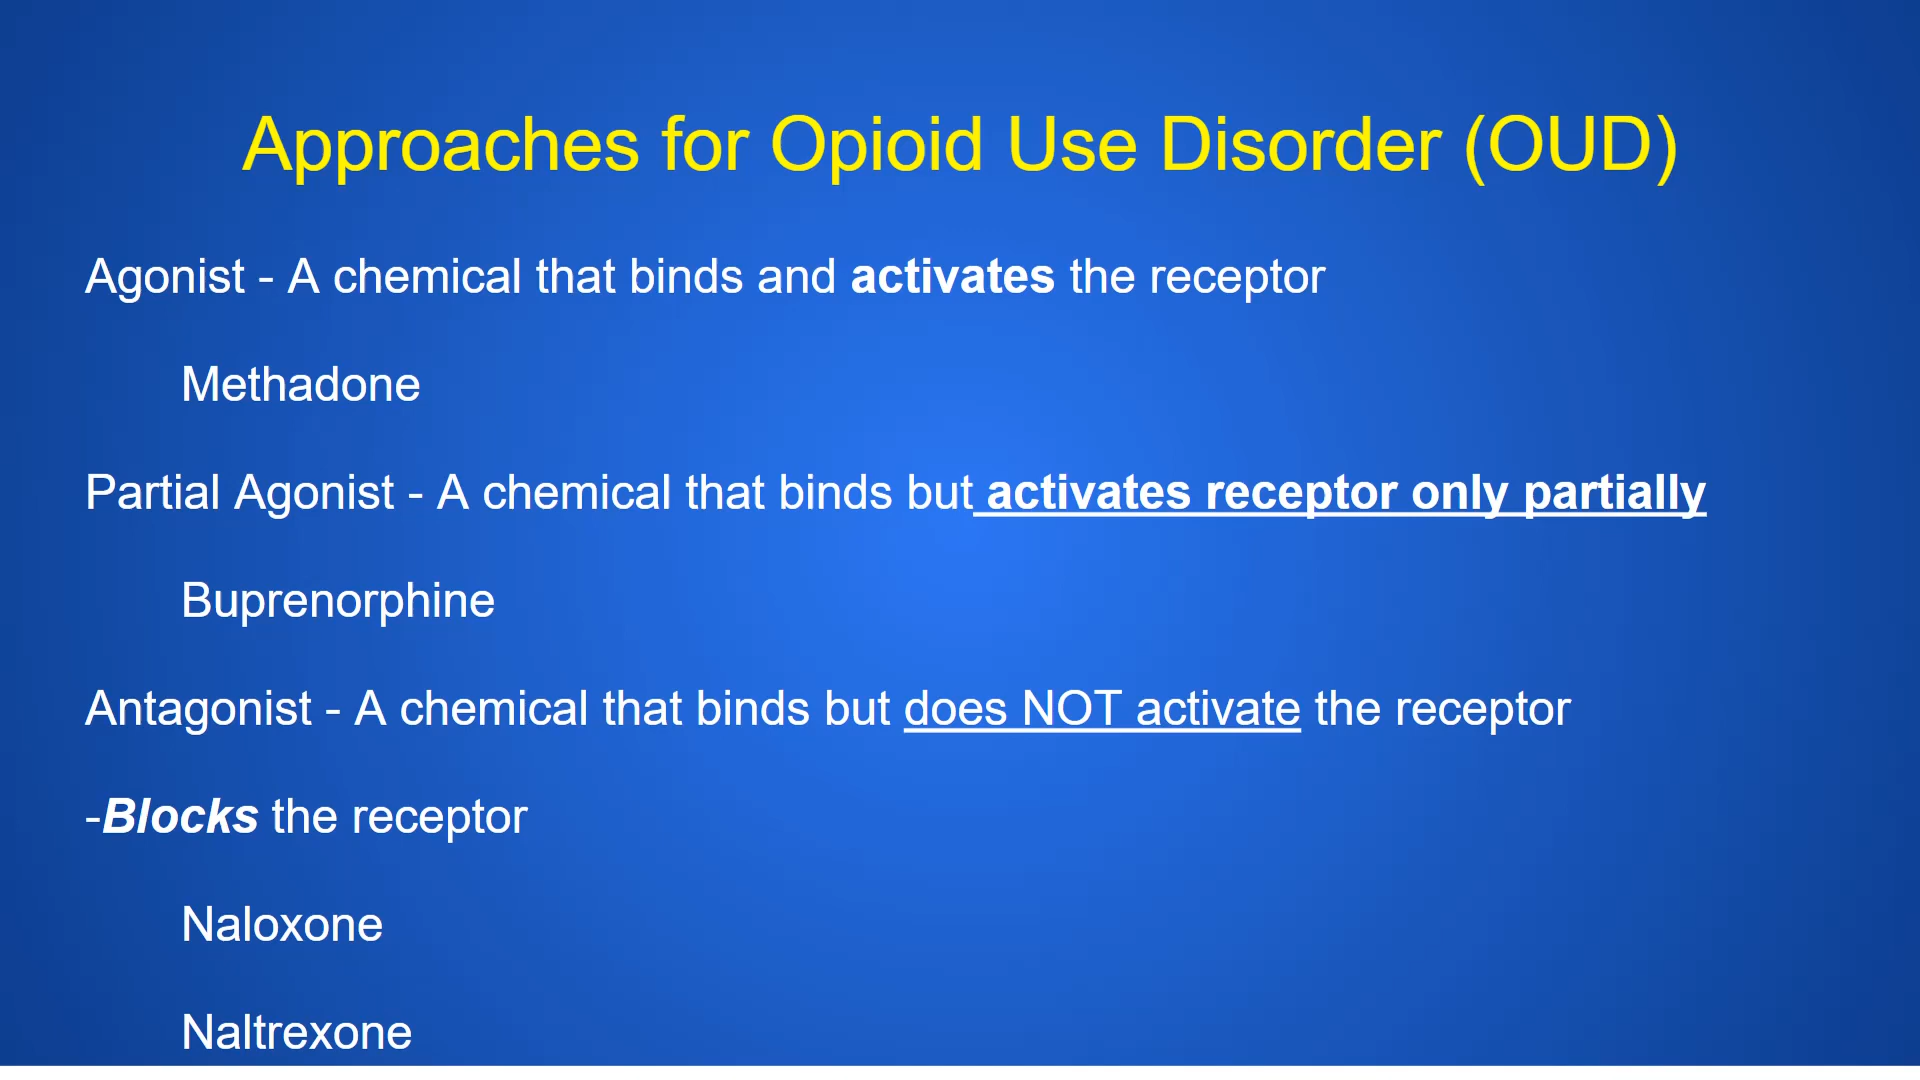 Approaches for Opioid Use Disorder (OUD)
Agonist - A chemical that binds and activates the receptor
Methadone
Partial Agonist - A chemical that binds but activates receptor only partially
Buprenorphine
Antagonist - A chemical that binds but does NOT activate the receptor
-Blocks the receptor
Naloxone
Naltrexone